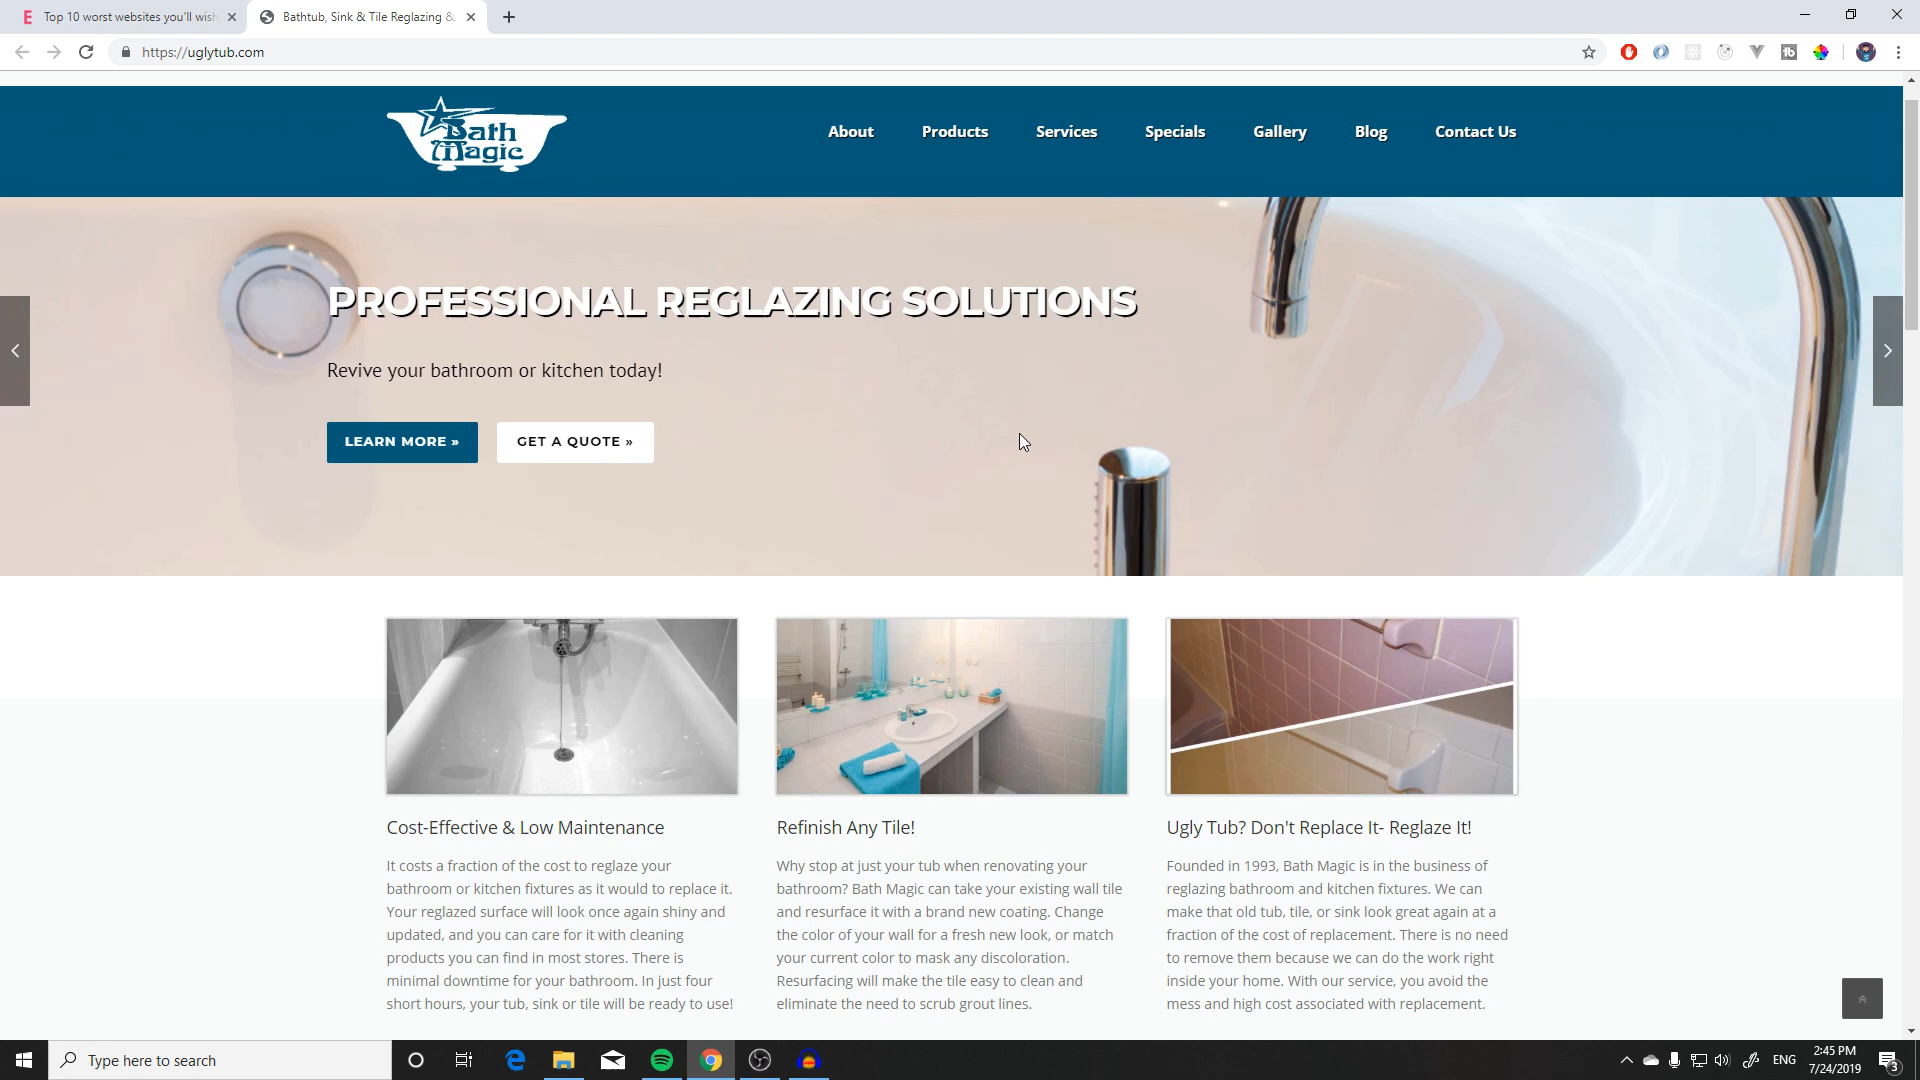 Top 10 worst websites you'll wish
Bathtub, Sink & Tile Reglazing &
https://uglytub.com
Bath
Magic
About
Products
Services
Specials
Gallery
Blog
Contact Us
PROFESSIONAL REGLAZING SOLUTIONS
Revive your bathroom or kitchen today!
LEARN MORE »
GET A QUOTE »
Cost-Effective & Low Maintenance
It costs a fraction of the cost to reglaze your
bathroom or kitchen fixtures as it would to replace it.
Your reglazed surface will look once again shiny and
updated, and you can care for it with cleaning
products you can find in most stores. There is
minimal downtime for your bathroom. In just four
short hours, your tub, sink or tile will be ready to use!
Refinish Any Tile!
Why stop at just your tub when renovating your
bathroom? Bath Magic can take your existing wall tile
and resurface it with a brand new coating. Change
the color of your wall for a fresh new look, or match
your current color to mask any discoloration.
Resurfacing will make the tile easy to clean and
eliminate the need to scrub grout lines.
Ugly Tub? Don't Replace It- Reglaze It!
Founded in 1993, Bath Magic is in the business of
reglazing bathroom and kitchen fixtures. We can
make that old tub, tile, or sink look great again at a
fraction of the cost of replacement. There is no need
to remove them because we can do the work right
inside your home. With our service, you avoid the
mess and high cost associated with replacement.
Type here to search
ENG
2:45 PM
7/24/2019
3